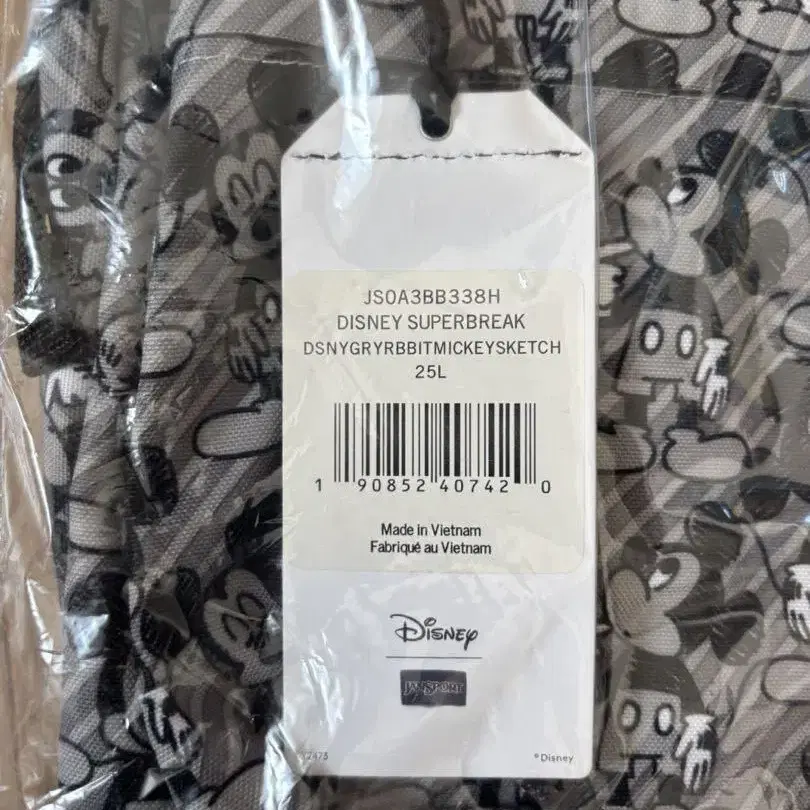 JS0A3BB338H
DISNEY SUPERBREAK
DSNYGRYRBBITMICKEYSKETCH
25L
1 90852 40742 0
Made in Vietnam
Fabriqué au Vietnam
Disney
JANSPORT
©Disney